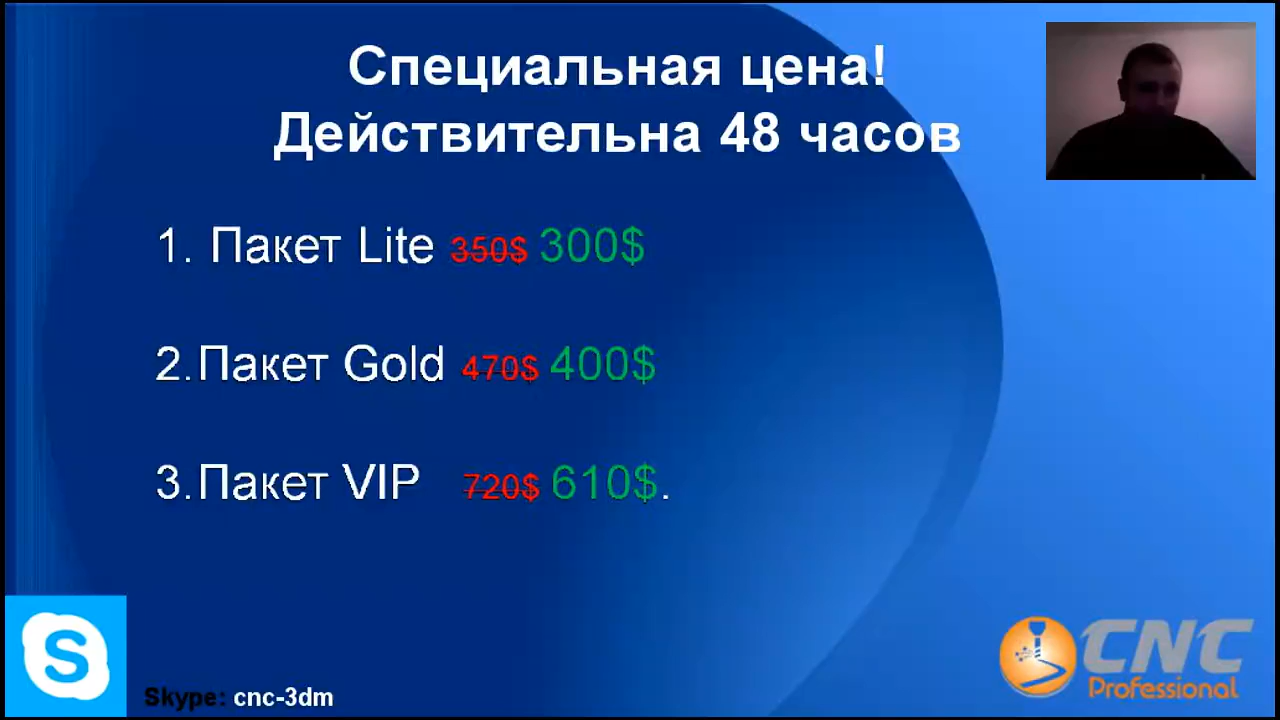 Специальная цена!
Действительна 48 часов
1. Пакет Lite 350$ 300$
2.Пакет Gold 470$ 400$
3.Пакет VIP 720$ 610$.
S
CNC
Professional
Skype: cnc-3dm